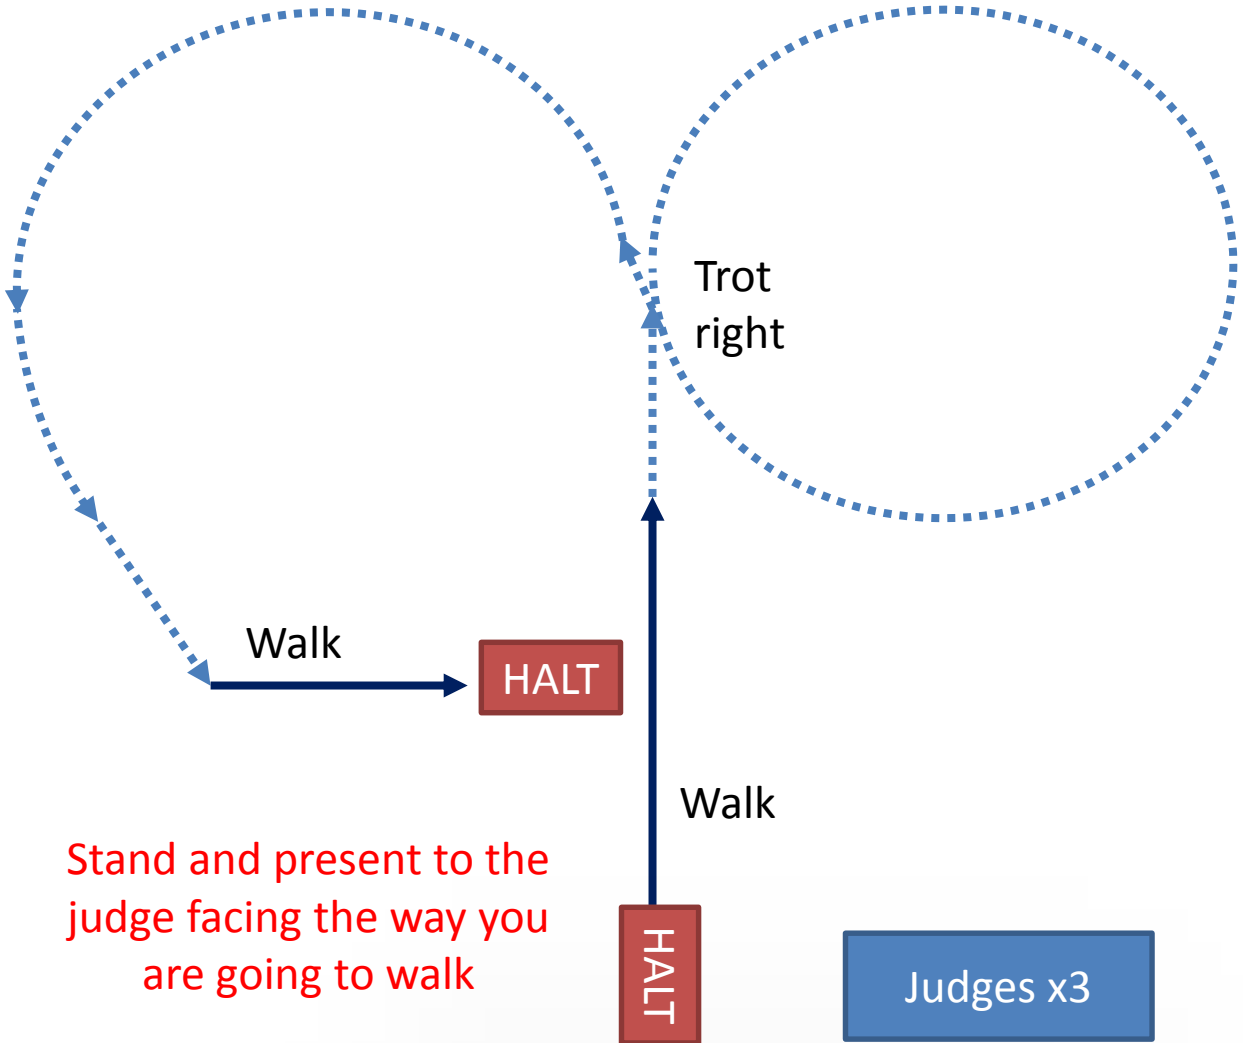 Trot
right
Walk
HALT
Walk
Stand and present to the
judge facing the way you
are going to walk
HALT
Judges x3